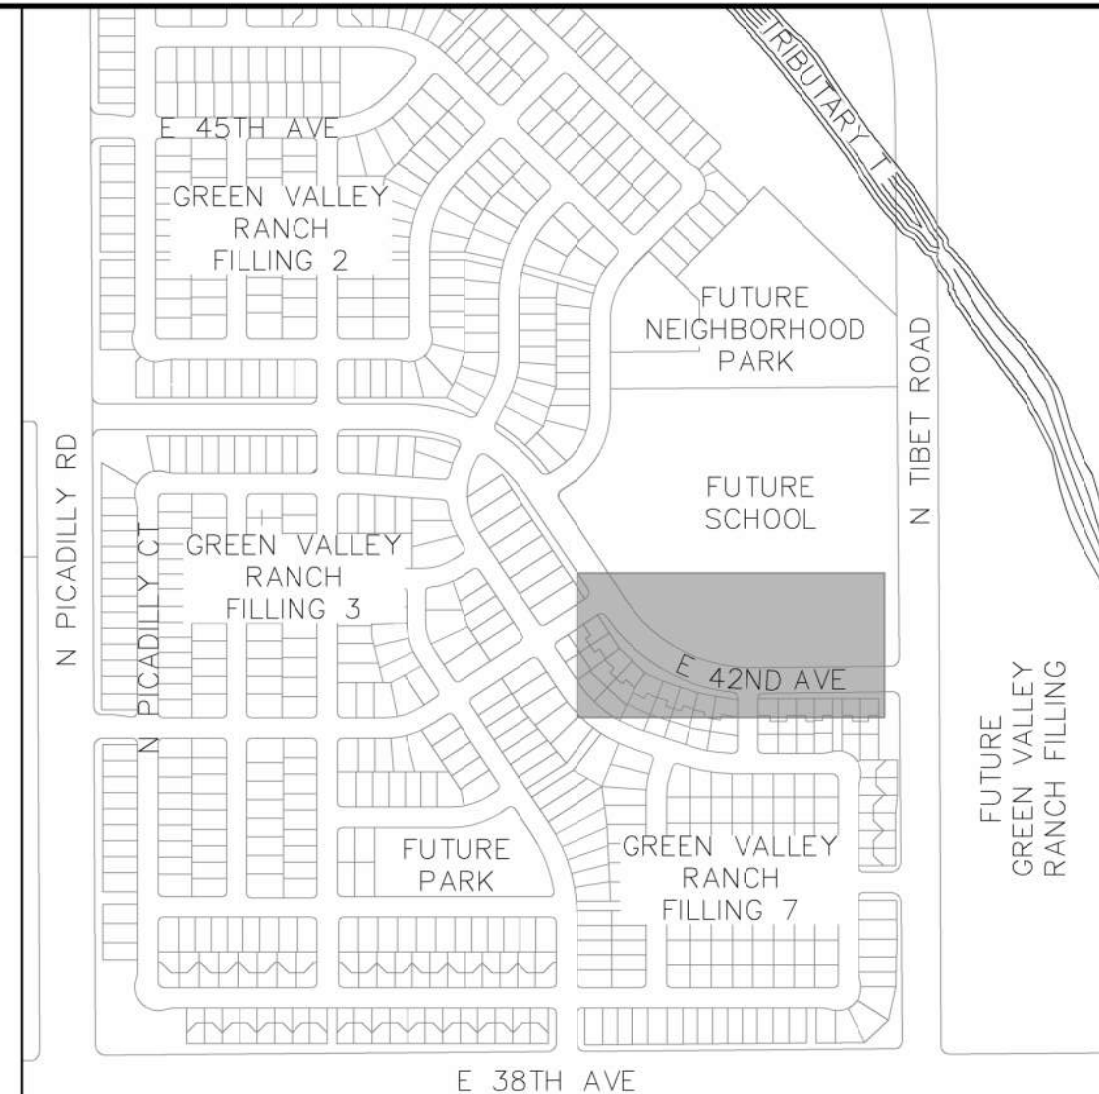 TRIBUTARY T
E 45TH AVE
GREEN VALLEY
RANCH
FILLING 2
FUTURE
NEIGHBORHOOD
PARK
N TIBET ROAD
N PICADILLY RD
FUTURE
SCHOOL
N PICADILLY CT
GREEN VALLEY
RANCH
FILLING 3
E 42ND AVE
FUTURE
GREEN VALLEY
RANCH FILLING
FUTURE
PARK
GREEN VALLEY
RANCH
FILLING 7
E 38TH AVE